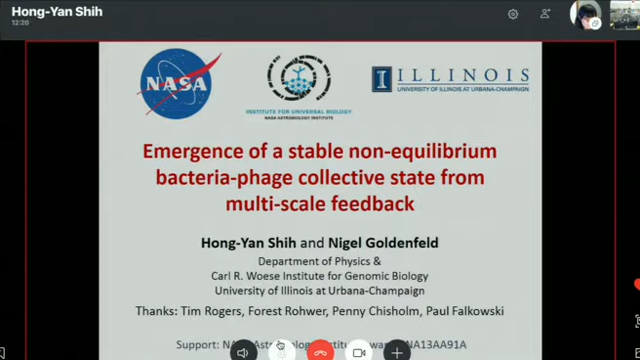 Hong-Yan Shih
12:20
NASA
ILLINOIS
UNIVERSITY OF ILLINOIS AT URBANA-CHAMPAIGN
INSTITUTE FOR UNIVERSAL BIOLOGY
NASA ASTROBIOLOGY INSTITUTE
Emergence of a stable non-equilibrium
bacteria-phage collective state from
multi-scale feedback
Hong-Yan Shih and Nigel Goldenfeld
Department of Physics &
Carl R. Woese Institute for Genomic Biology
University of Illinois at Urbana-Champaign
Thanks: Tim Rogers, Forest Rohwer, Penny Chisholm, Paul Falkowski
Support: NA13AA91A